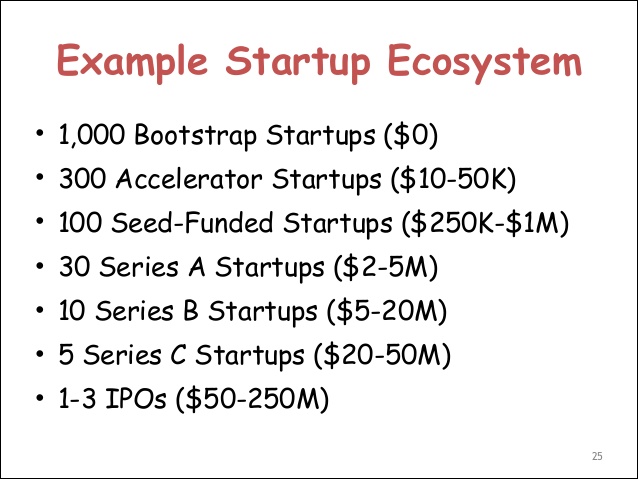 Example Startup Ecosystem
• 1,000 Bootstrap Startups ($0)
• 300 Accelerator Startups ($10-50K)
• 100 Seed-Funded Startups ($250K-$1M)
• 30 Series A Startups ($2-5M)
• 10 Series B Startups ($5-20M)
• 5 Series C Startups ($20-50M)
• 1-3 IPOs ($50-250M)
25